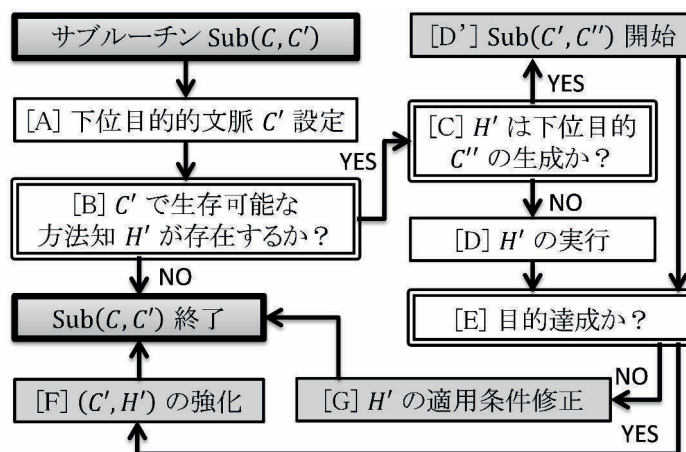 サブルーチン Sub(C, C′)
[A] 下位目的的文脈 C′ 設定
[B] C′ で生存可能な
方法知 H′ が存在するか？
YES
NO
Sub(C, C′) 終了
[F] (C′, H′) の強化
[D’] Sub(C′, C″) 開始
YES
[C] H′ は下位目的
C″ の生成か？
NO
[D] H′ の実行
[E] 目的達成か？
NO
[G] H′ の適用条件修正
YES